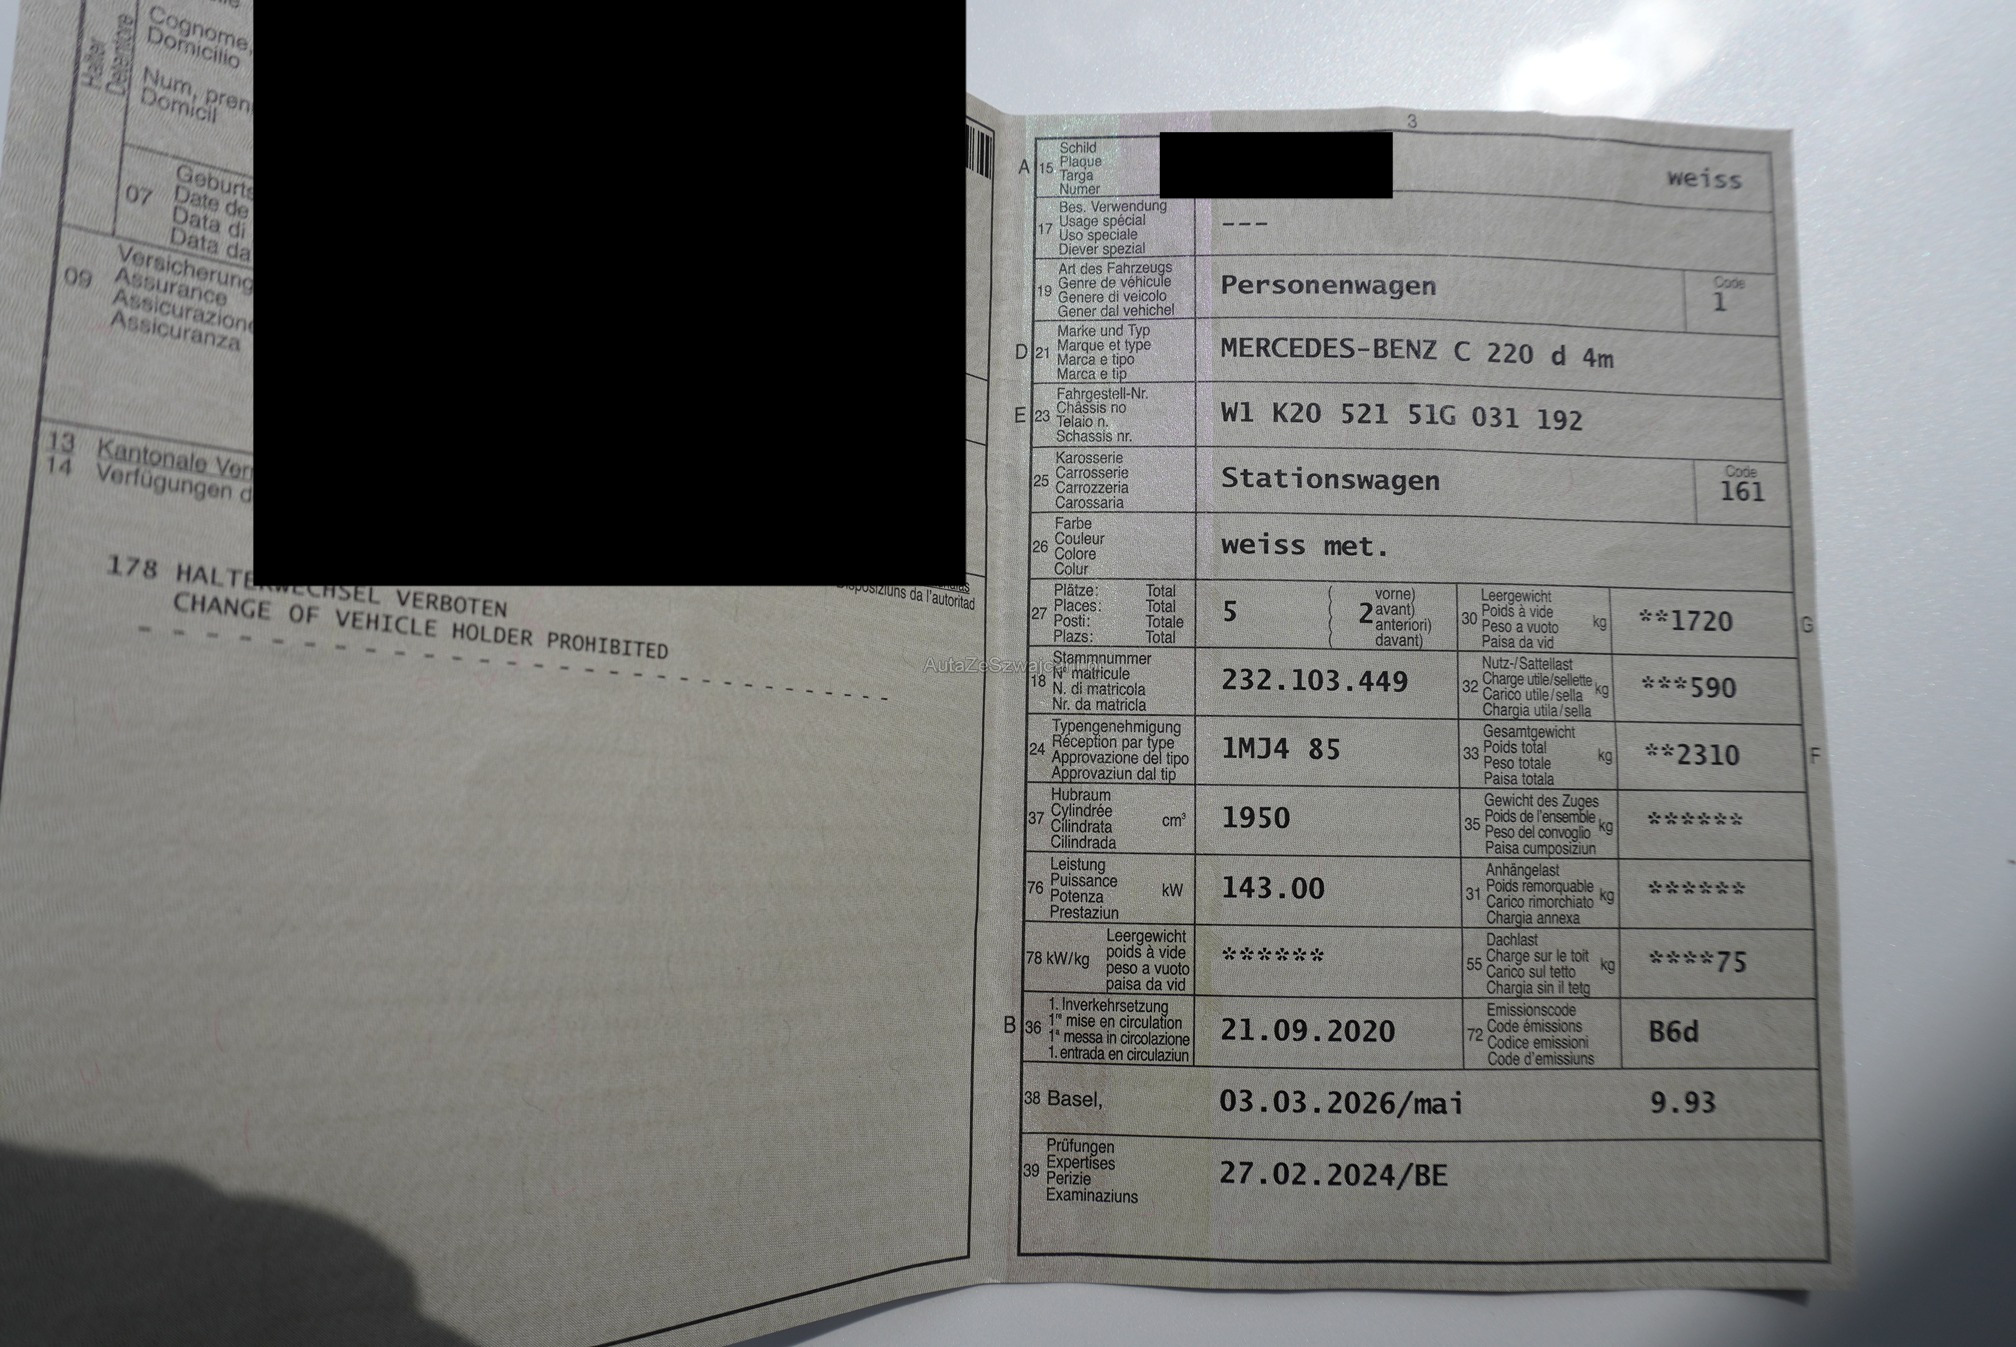 Halter
Detentore
Cognome,
Domicilio
Num, pren
Domicil
07
Geburts
Date de
Data di
Data da
09
Versicherung
Assurance
Assicurazione
Assicuranza
13 Kantonale Ver
14 Verfügungen d
178 HALTERWECHSEL VERBOTEN
CHANGE OF VEHICLE HOLDER PROHIBITED
da l'autoritad
3
A 15 Schild
Plaque
Targa
Numer
weiss
17 Bes. Verwendung
Usage spécial
Uso speciale
Diever spezial
---
19 Art des Fahrzeugs
Genre de véhicule
Genere di veicolo
Gener dal vehichel
Personenwagen
Code
1
D 21 Marke und Typ
Marque et type
Marca e tipo
Marca e tip
MERCEDES-BENZ C 220 d 4m
E 23 Fahrgestell-Nr.
Châssis no
Telaio n.
Schassis nr.
W1 K20 521 51G 031 192
25 Karosserie
Carrosserie
Carrozzeria
Carossaria
Stationswagen
Code
161
26 Farbe
Couleur
Colore
Colur
weiss met.
27 Plätze: Total
Places: Total
Posti: Totale
Plazs: Total
5
( 2 vorne)
( avant)
( anteriori)
( davant)
30 Leergewicht
Poids à vide kg
Peso a vuoto
Paisa da vid
**1720
G
AutaZeSzwajcarii.pl
18 Stammnummer
N° matricule
N. di matricola
Nr. da matricla
232.103.449
32 Nutz-/Sattellast
Charge utile/sellette
Carico utile/sella kg
Chargia utila/sella
***590
24 Typengenehmigung
Réception par type
Approvazione del tipo
Approvaziun dal tip
1MJ4 85
33 Gesamtgewicht
Poids total kg
Peso totale
Paisa totala
**2310
F
37 Hubraum
Cylindrée cm³
Cilindrata
Cilindrada
1950
35 Gewicht des Zuges
Poids de l'ensemble kg
Peso del convoglio
Paisa cumposiziun
******
76 Leistung
Puissance kW
Potenza
Prestaziun
143.00
31 Anhängelast
Poids remorquable kg
Carico rimorchiato
Chargia annexa
******
78 kW/kg Leergewicht
poids à vide
peso a vuoto
paisa da vid
******
55 Dachlast
Charge sur le toit kg
Carico sul tetto
Chargia sin il tetg
****75
B 36 1. Inverkehrsetzung
1re mise en circulation
1a messa in circolazione
1. entrada en circulaziun
21.09.2020
72 Emissionscode
Code émissions
Codice emissioni
Code d'emissiuns
B6d
38 Basel, 03.03.2026/mai 9.93
39 Prüfungen
Expertises
Perizie
Examinaziuns
27.02.2024/BE